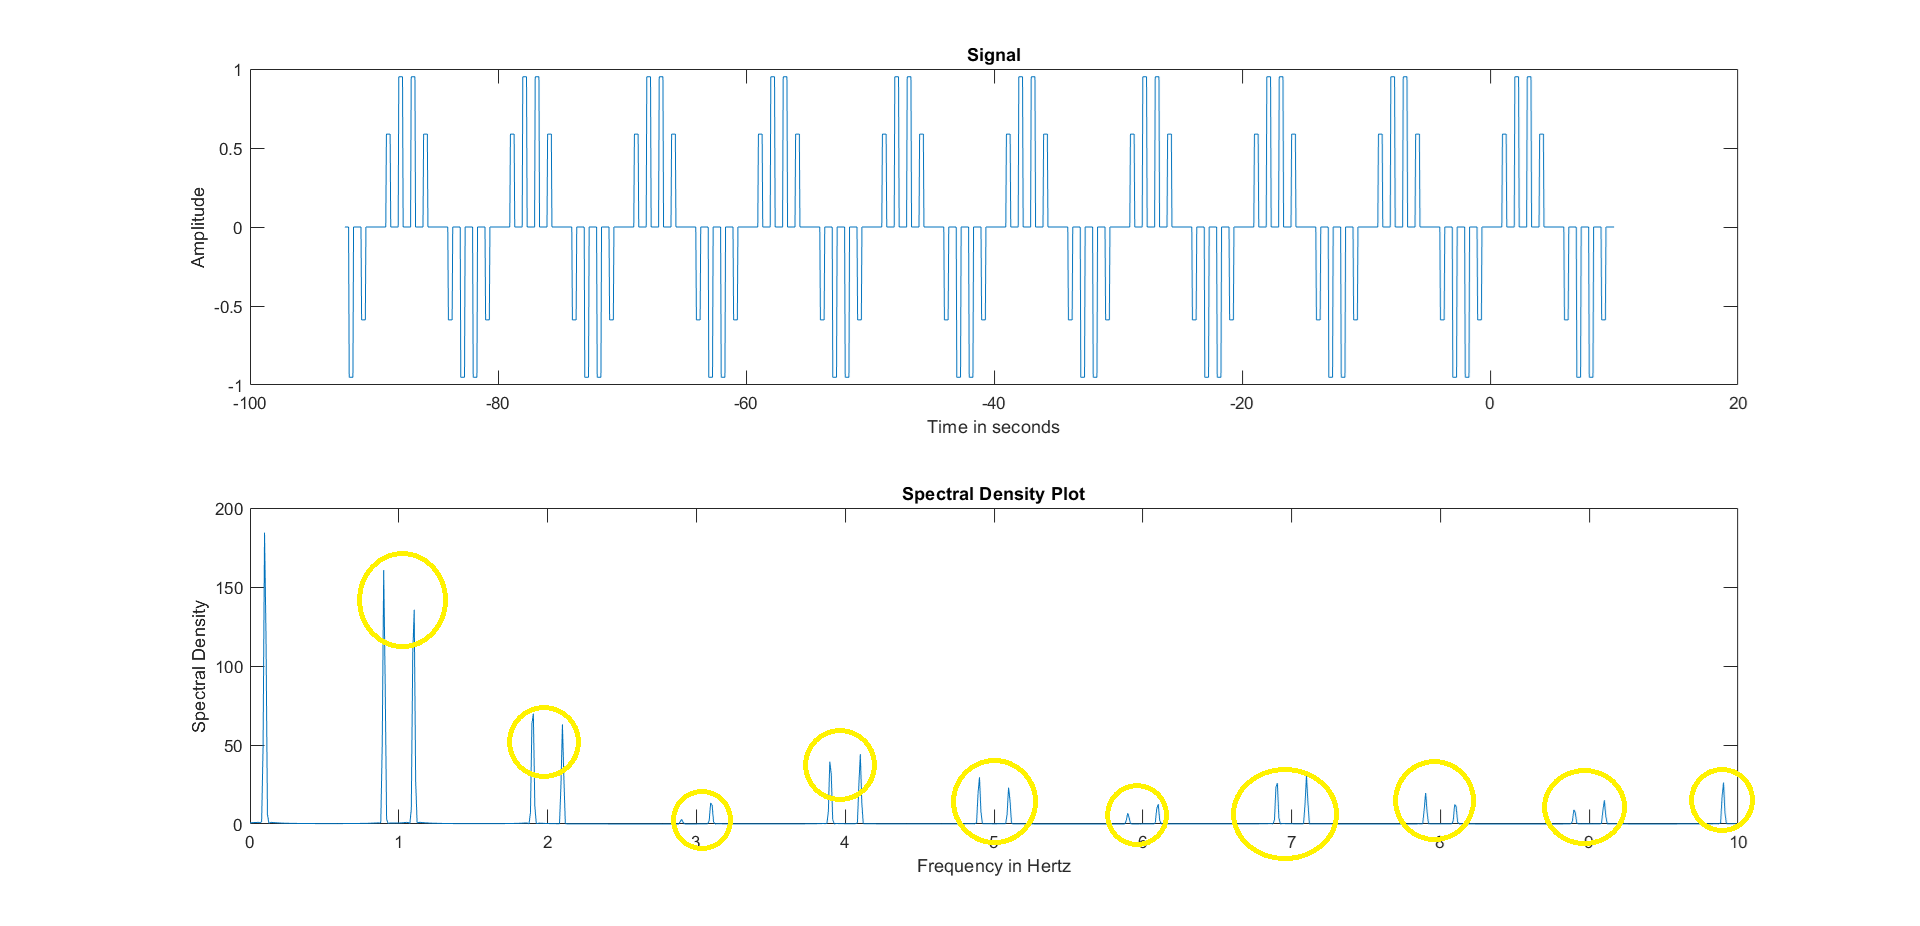 Signal
1
0.5
0
-0.5
-1
Amplitude
-100 -80 -60 -40 -20 0 20
Time in seconds
Spectral Density Plot
200
150
100
50
0
Spectral Density
0 1 2 3 4 5 6 7 8 9 10
Frequency in Hertz